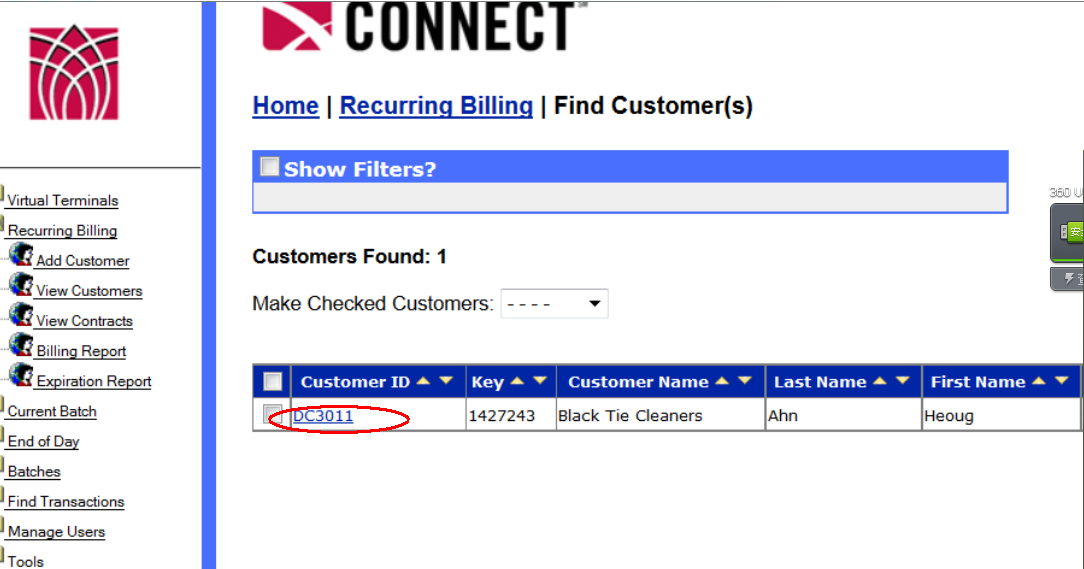 CONNECT
Home | Recurring Billing | Find Customer(s)
Show Filters?
Virtual Terminals
Recurring Billing
Add Customer
View Customers
View Contracts
Billing Report
Expiration Report
Current Batch
End of Day
Batches
Find Transactions
Manage Users
Tools
Customers Found: 1
Make Checked Customers: ----
Customer ID Key Customer Name Last Name First Name
DC3011 1427243 Black Tie Cleaners Ahn Heoug
360 U